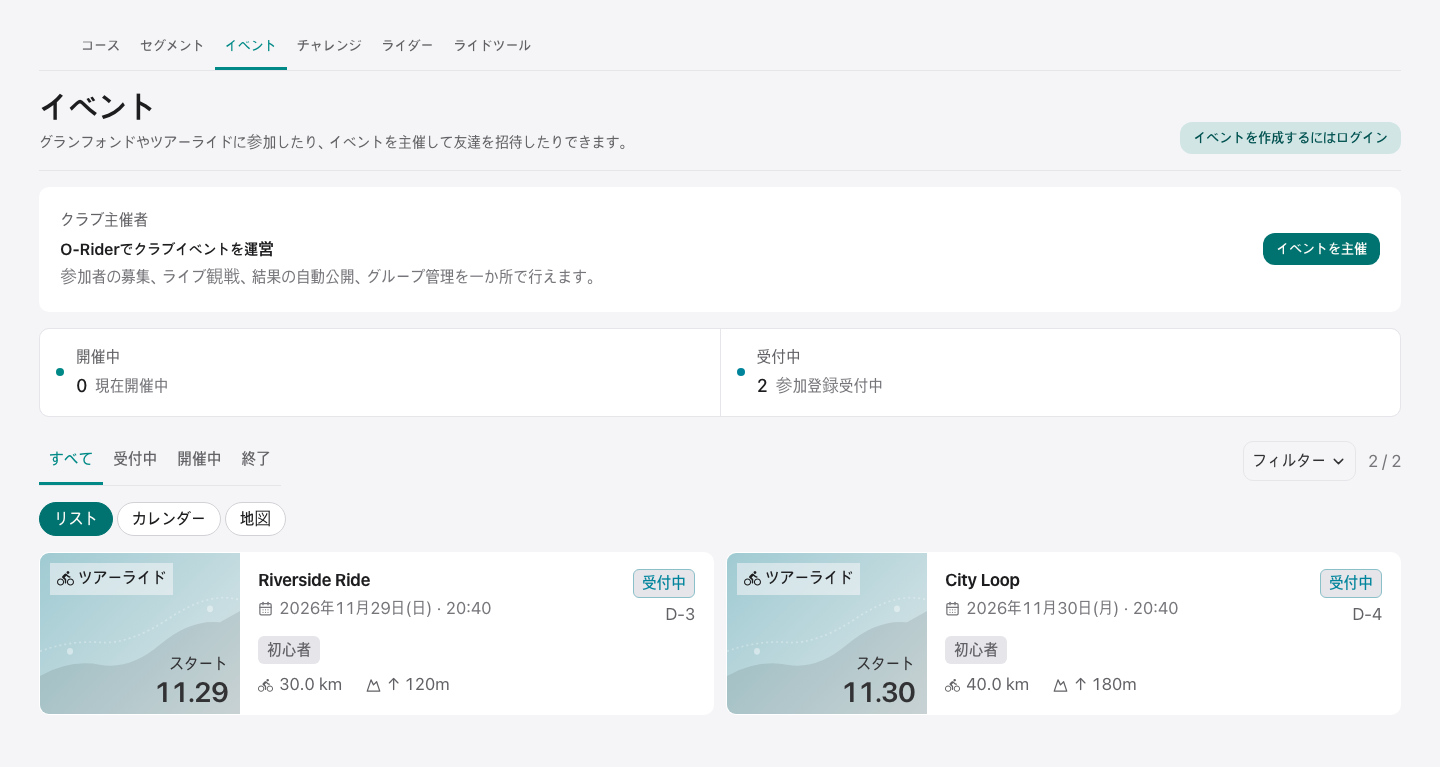 コース セグメント イベント チャレンジ ライダー ライドツール
イベント
グランフォンドやツアーライドに参加したり、イベントを主催して友達を招待したりできます。
イベントを作成するにはログイン
クラブ主催者
O-Riderでクラブイベントを運営
参加者の募集、ライブ観戦、結果の自動公開、グループ管理を一か所で行えます。
イベントを主催
開催中
0 現在開催中
受付中
2 参加登録受付中
すべて 受付中 開催中 終了
フィルター 2 / 2
リスト カレンダー 地図
ツアーライド
スタート
11.29
Riverside Ride
受付中
2026年11月29日(日) · 20:40
D-3
初心者
30.0 km ↑ 120m
ツアーライド
スタート
11.30
City Loop
受付中
2026年11月30日(月) · 20:40
D-4
初心者
40.0 km ↑ 180m